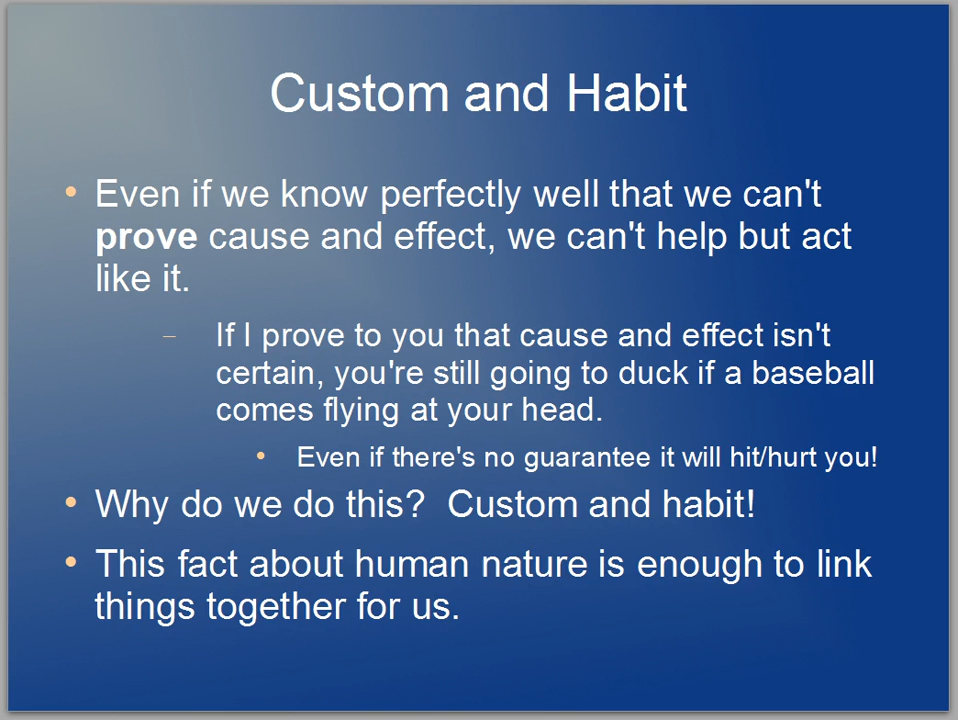 Custom and Habit
• Even if we know perfectly well that we can't
prove cause and effect, we can't help but act
like it.
– If I prove to you that cause and effect isn't
certain, you're still going to duck if a baseball
comes flying at your head.
• Even if there's no guarantee it will hit/hurt you!
• Why do we do this?  Custom and habit!
• This fact about human nature is enough to link
things together for us.